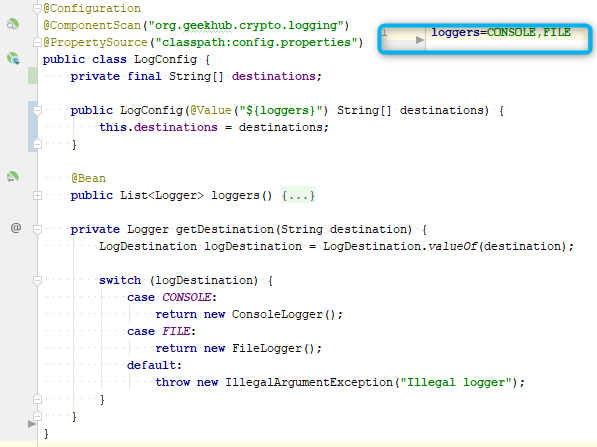 @Configuration
@ComponentScan("org.geekhub.crypto.logging")
@PropertySource("classpath:config.properties")
1 loggers=CONSOLE,FILE
public class LogConfig {
private final String[] destinations;
public LogConfig(@Value("${loggers}") String[] destinations) {
this.destinations = destinations;
}
@Bean
public List<Logger> loggers() {...}
@
private Logger getDestination(String destination) {
LogDestination logDestination = LogDestination.valueOf(destination);
switch (logDestination) {
case CONSOLE:
return new ConsoleLogger();
case FILE:
return new FileLogger();
default:
throw new IllegalArgumentException("Illegal logger");
}
}
}